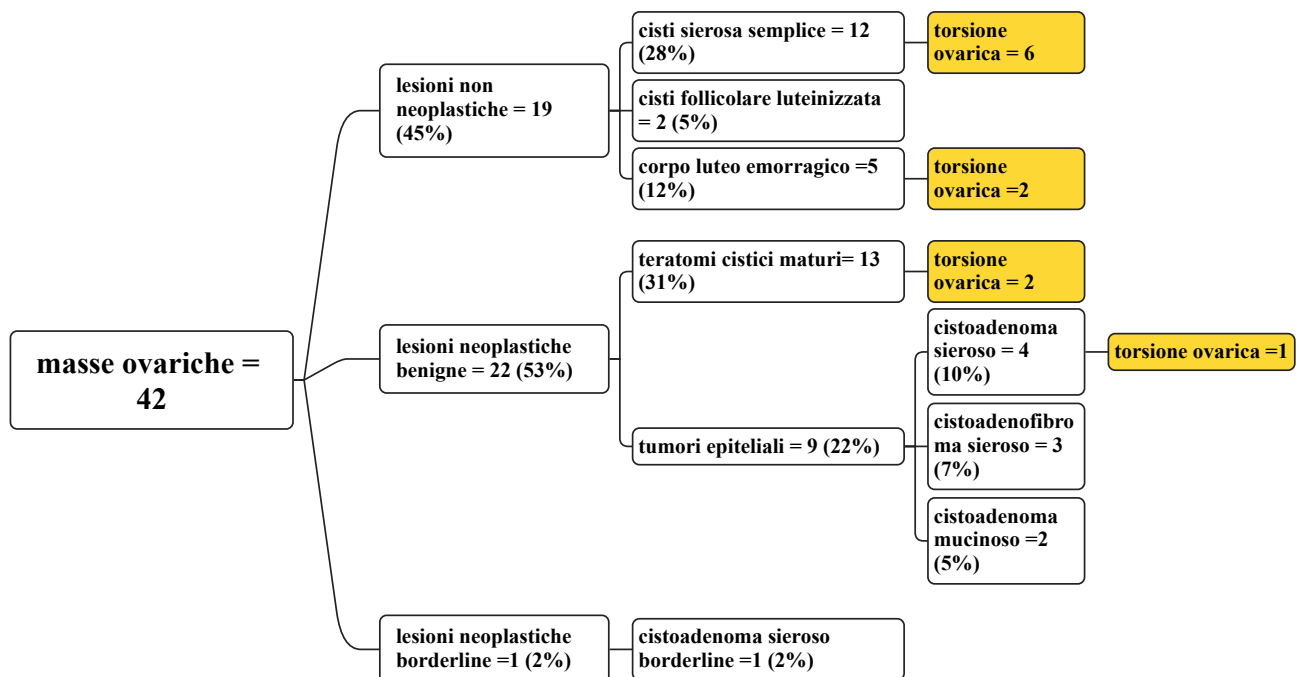 masse ovariche =
42
lesioni non
neoplastiche = 19
(45%)
cisti sierosa semplice = 12
(28%)
torsione
ovarica = 6
cisti follicolare luteinizzata
= 2 (5%)
corpo luteo emorragico =5
(12%)
torsione
ovarica =2
lesioni neoplastiche
benigne = 22 (53%)
teratomi cistici maturi= 13
(31%)
torsione
ovarica = 2
tumori epiteliali = 9 (22%)
cistoadenoma
sieroso = 4
(10%)
torsione ovarica =1
cistoadenofibro
ma sieroso = 3
(7%)
cistoadenoma
mucinoso =2
(5%)
lesioni neoplastiche
borderline =1 (2%)
cistoadenoma sieroso
borderline =1 (2%)